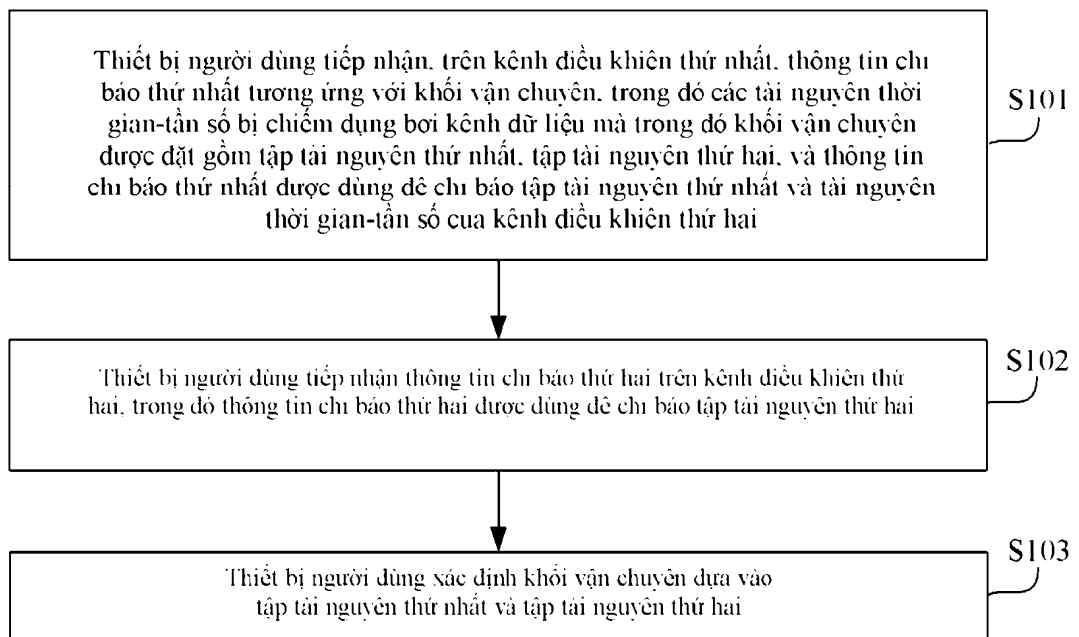 Thiết bị người dùng tiếp nhận, trên kênh điều khiển thứ nhất, thông tin chỉ
báo thứ nhất tương ứng với khối vận chuyển, trong đó các tài nguyên thời
gian-tần số bị chiếm dụng bởi kênh dữ liệu mà trong đó khối vận chuyển
được đặt gồm tập tài nguyên thứ nhất, tập tài nguyên thứ hai, và thông tin
chỉ báo thứ nhất được dùng để chỉ báo tập tài nguyên thứ nhất và tài nguyên
thời gian-tần số của kênh điều khiển thứ hai
S101
Thiết bị người dùng tiếp nhận thông tin chỉ báo thứ hai trên kênh điều khiển thứ
hai, trong đó thông tin chỉ báo thứ hai được dùng để chỉ báo tập tài nguyên thứ hai
S102
Thiết bị người dùng xác định khối vận chuyển dựa vào
tập tài nguyên thứ nhất và tập tài nguyên thứ hai
S103